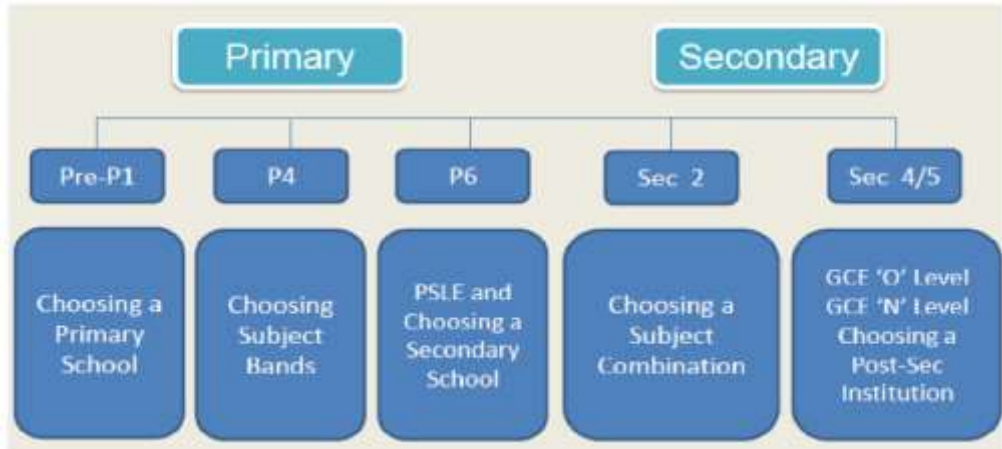 Primary
Secondary
Pre-P1
P4
P6
Sec 2
Sec 4/5
Choosing a
Primary
School
Choosing
Subject
Bands
PSLE and
Choosing a
Secondary
School
Choosing a
Subject
Combination
GCE 'O' Level
GCE 'N' Level
Choosing a
Post-Sec
Institution